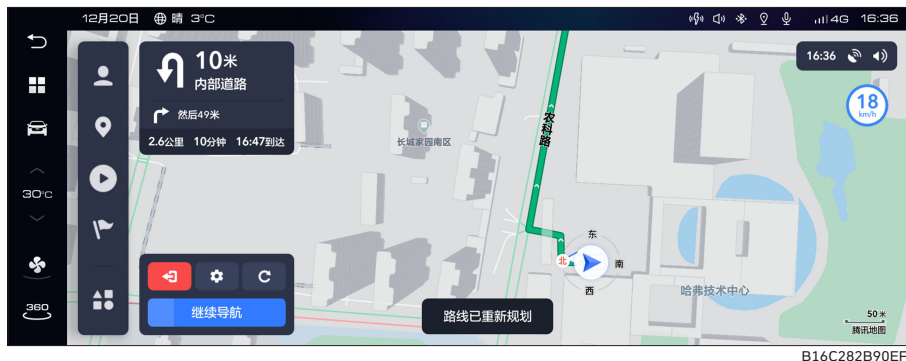 12月20日 晴 3°C
4G 16:36
10米
内部道路
然后49米
2.6公里 10分钟 16:47到达
16:36
18
km/h
农科路
长城家园南区
30°C
东
北
南
西
哈弗技术中心
继续导航
路线已重新规划
360
50米
腾讯地图
B16C282B90EF